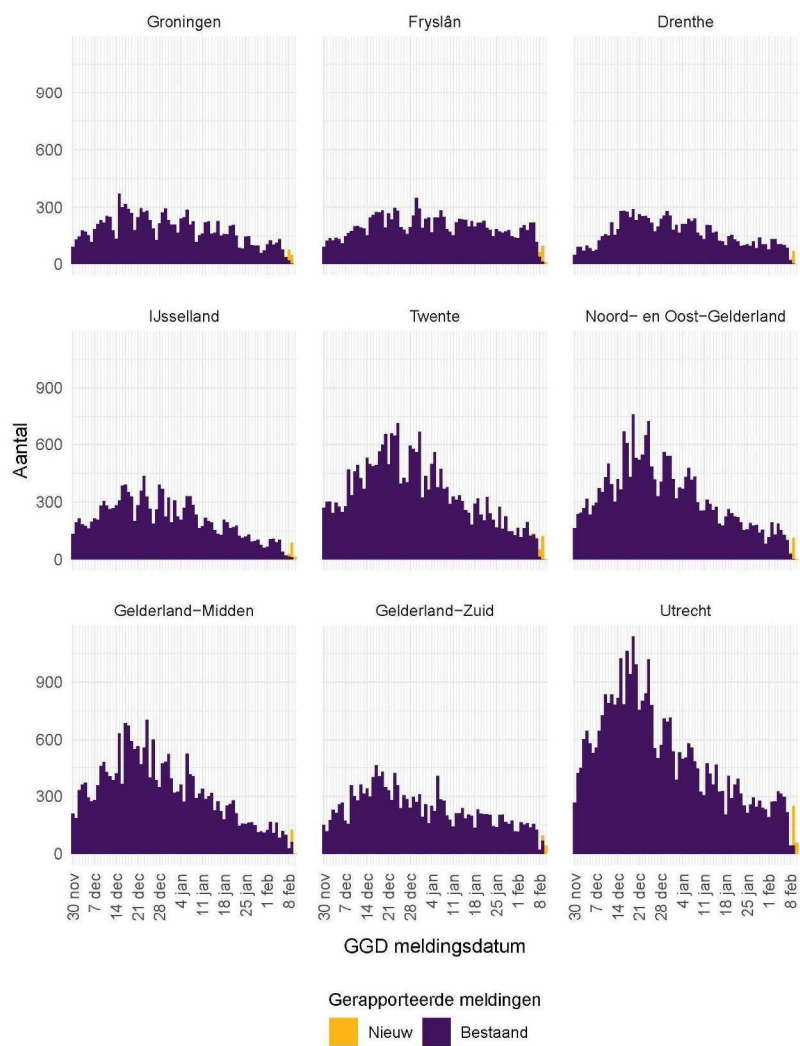 Groningen
Fryslân
Drenthe
900
600
300
0
IJsselland
Twente
Noord− en Oost−Gelderland
900
600
300
0
Aantal
Gelderland−Midden
Gelderland−Zuid
Utrecht
900
600
300
0
30 nov
7 dec
14 dec
21 dec
28 dec
4 jan
11 jan
18 jan
25 jan
1 feb
8 feb
30 nov
7 dec
14 dec
21 dec
28 dec
4 jan
11 jan
18 jan
25 jan
1 feb
8 feb
30 nov
7 dec
14 dec
21 dec
28 dec
4 jan
11 jan
18 jan
25 jan
1 feb
8 feb
GGD meldingsdatum
Gerapporteerde meldingen
Nieuw
Bestaand